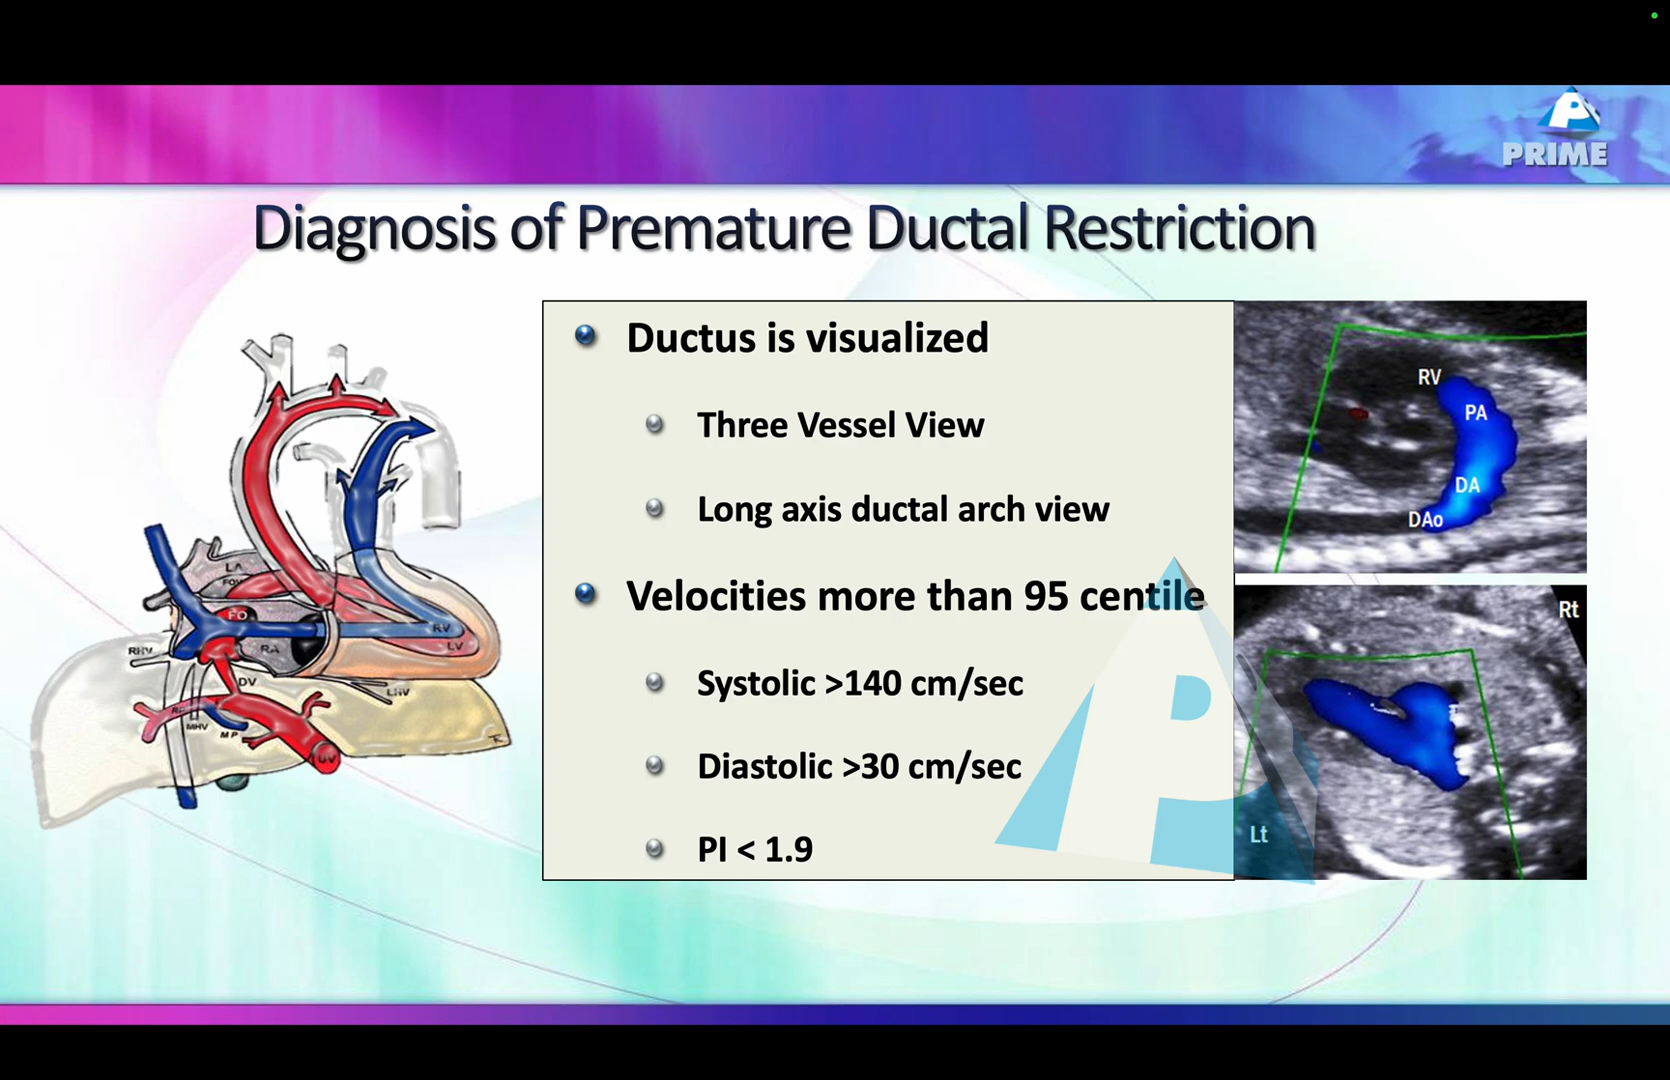 PRIME
Diagnosis of Premature Ductal Restriction
Ductus is visualized
Three Vessel View
Long axis ductal arch view
Velocities more than 95 centile
Systolic >140 cm/sec
Diastolic >30 cm/sec
PI < 1.9
LA
FO
RA
RV
LV
RHV
DV
LHV
MHV
UV
RV
PA
DA
DAo
Rt
Lt